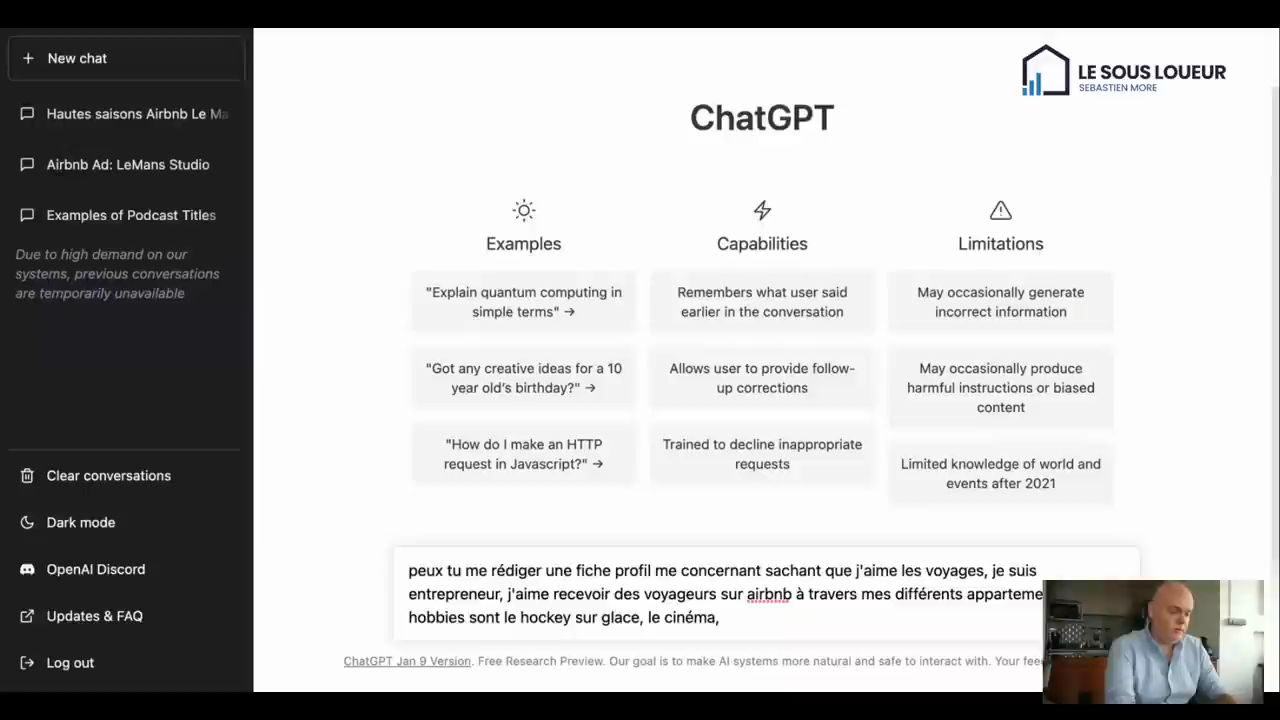 New chat
Hautes saisons Airbnb Le Ma
Airbnb Ad: LeMans Studio
Examples of Podcast Titles
Due to high demand on our
systems, previous conversations
are temporarily unavailable
Clear conversations
Dark mode
OpenAI Discord
Updates & FAQ
Log out
LE SOUS LOUEUR
SEBASTIEN MORE
ChatGPT
Examples
"Explain quantum computing in
simple terms" →
"Got any creative ideas for a 10
year old's birthday?" →
"How do I make an HTTP
request in Javascript?" →
Capabilities
Remembers what user said
earlier in the conversation
Allows user to provide follow-
up corrections
Trained to decline inappropriate
requests
Limitations
May occasionally generate
incorrect information
May occasionally produce
harmful instructions or biased
content
Limited knowledge of world and
events after 2021
peux tu me rédiger une fiche profil me concernant sachant que j'aime les voyages, je suis
entrepreneur, j'aime recevoir des voyageurs sur airbnb à travers mes différents apparteme
hobbies sont le hockey sur glace, le cinéma,
ChatGPT Jan 9 Version. Free Research Preview. Our goal is to make AI systems more natural and safe to interact with. Your fee